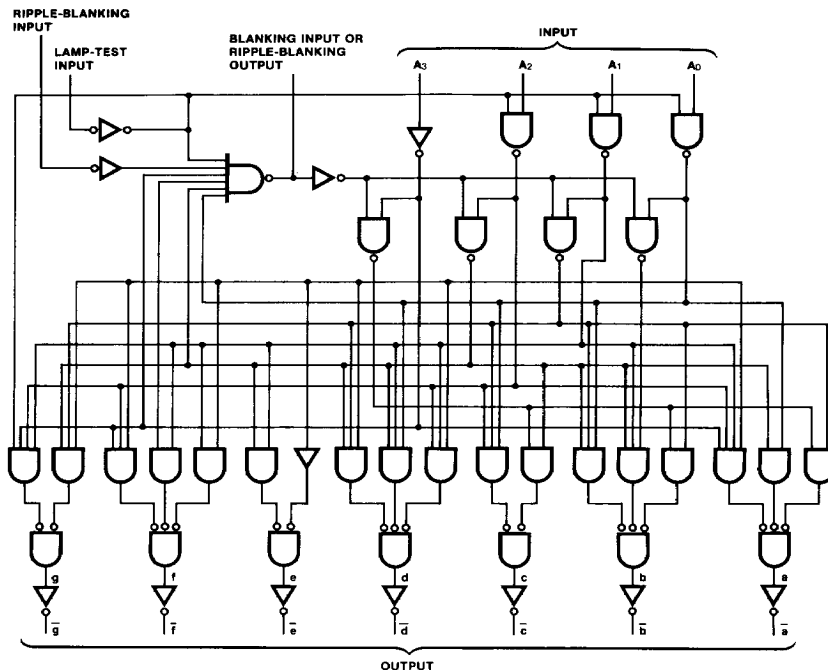 RIPPLE-BLANKING
INPUT
LAMP-TEST
INPUT
BLANKING INPUT OR
RIPPLE-BLANKING
OUTPUT
INPUT
A3 A2 A1 A0
g f e d c b a
g̅ f̅ e̅ d̅ c̅ b̅ a̅
OUTPUT